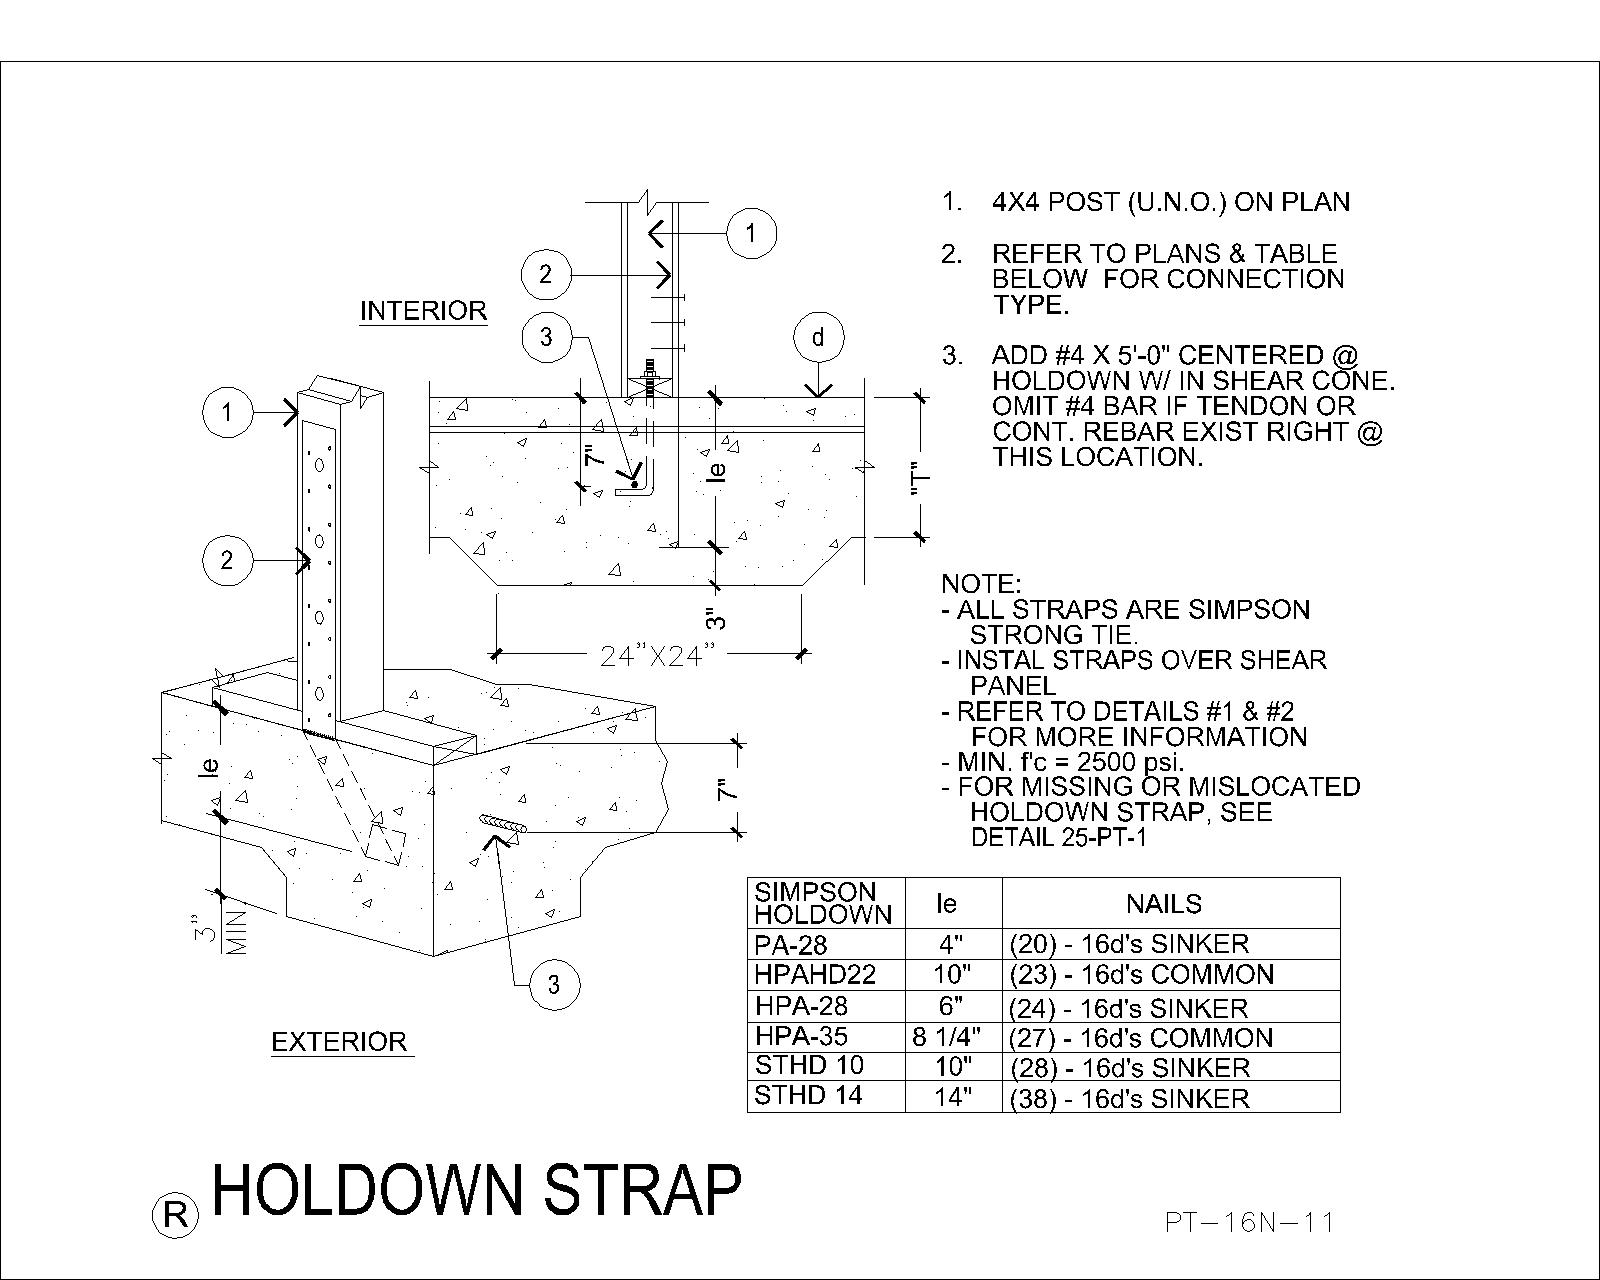 1. 4X4 POST (U.N.O.) ON PLAN
2. REFER TO PLANS & TABLE
BELOW FOR CONNECTION
TYPE.
3. ADD #4 X 5'-0" CENTERED @
HOLDOWN W/ IN SHEAR CONE.
OMIT #4 BAR IF TENDON OR
CONT. REBAR EXIST RIGHT @
THIS LOCATION.
1
2
INTERIOR
3
d
1
7"
le
"T"
2
3"
24"X24"
le
7"
3"
MIN
3
EXTERIOR
NOTE:
- ALL STRAPS ARE SIMPSON
STRONG TIE.
- INSTAL STRAPS OVER SHEAR
PANEL
- REFER TO DETAILS #1 & #2
FOR MORE INFORMATION
- MIN. f'c = 2500 psi.
- FOR MISSING OR MISLOCATED
HOLDOWN STRAP, SEE
DETAIL 25-PT-1
SIMPSON
HOLDOWN le NAILS
PA-28 4" (20) - 16d's SINKER
HPAHD22 10" (23) - 16d's COMMON
HPA-28 6" (24) - 16d's SINKER
HPA-35 8 1/4" (27) - 16d's COMMON
STHD 10 10" (28) - 16d's SINKER
STHD 14 14" (38) - 16d's SINKER
R HOLDOWN STRAP
PT-16N-11